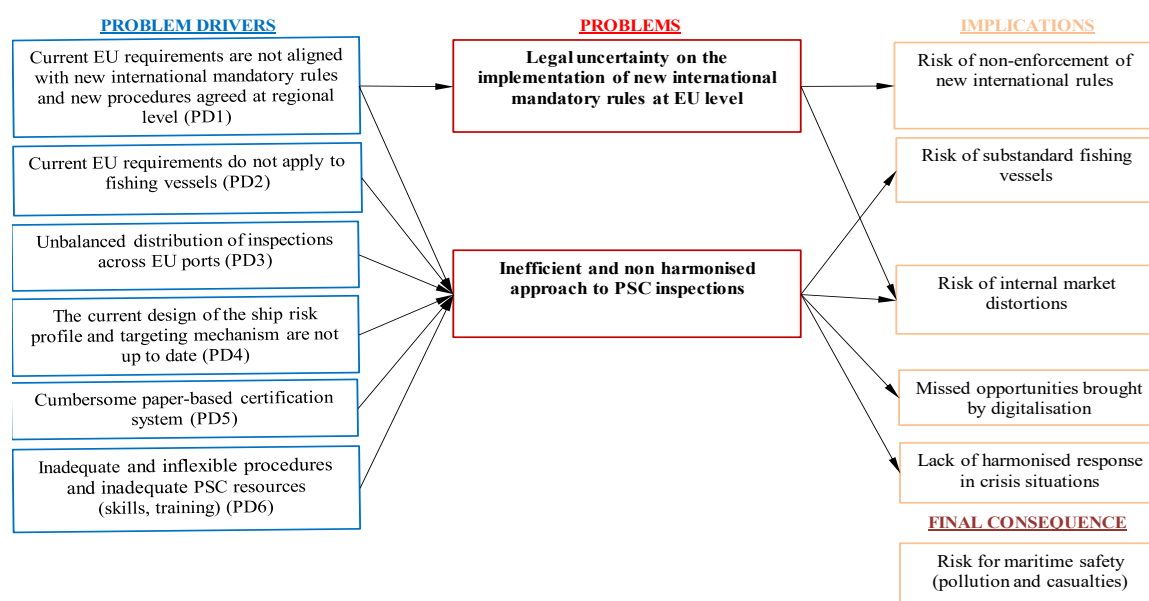 PROBLEM DRIVERS
Current EU requirements are not aligned
with new international mandatory rules
and new procedures agreed at regional
level (PD1)
Current EU requirements do not apply to
fishing vessels (PD2)
Unbalanced distribution of inspections
across EU ports (PD3)
The current design of the ship risk
profile and targeting mechanism are not
up to date (PD4)
Cumbersome paper-based certification
system (PD5)
Inadequate and inflexible procedures
and inadequate PSC resources
(skills, training) (PD6)
PROBLEMS
Legal uncertainty on the
implementation of new international
mandatory rules at EU level
Inefficient and non harmonised
approach to PSC inspections
IMPLICATIONS
Risk of non-enforcement of
new international rules
Risk of substandard fishing
vessels
Risk of internal market
distortions
Missed opportunities brought
by digitalisation
Lack of harmonised response
in crisis situations
FINAL CONSEQUENCE
Risk for maritime safety
(pollution and casualties)